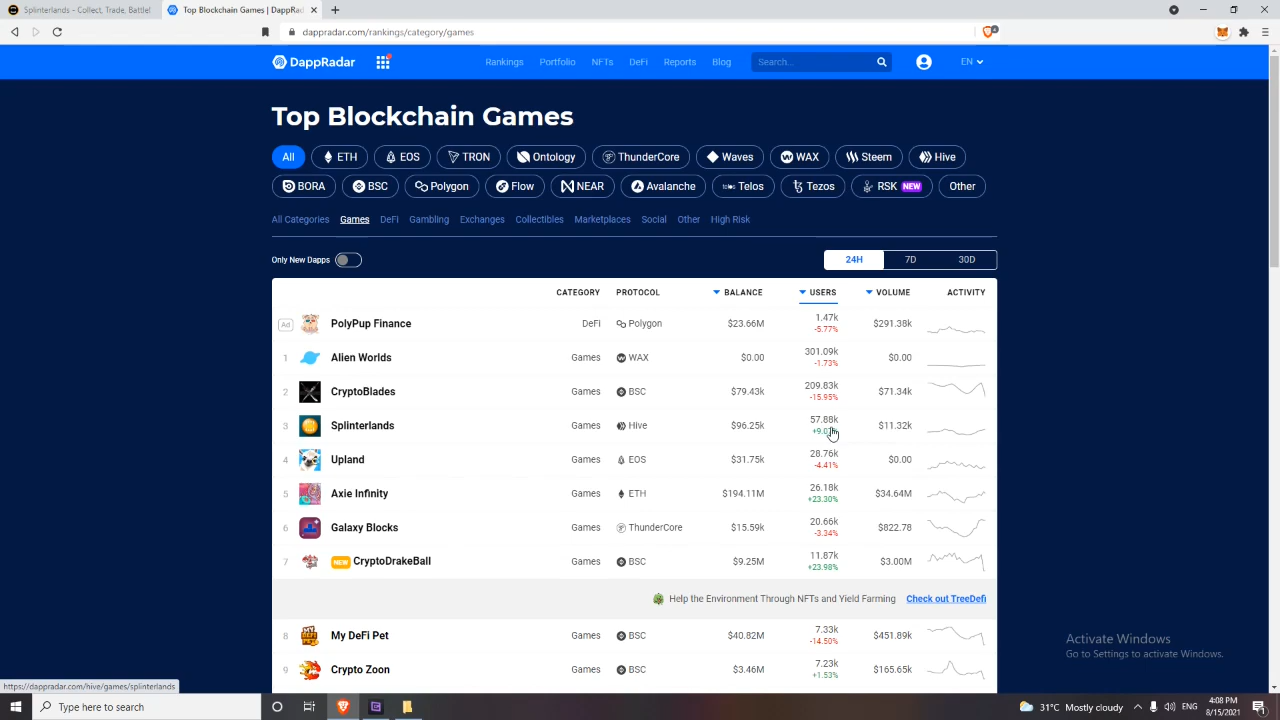 Splinterlands - Collect, Trade, Battle!
Top Blockchain Games | DappRad
dappradar.com/rankings/category/games
DappRadar
Rankings Portfolio NFTs DeFi Reports Blog Search... EN
Top Blockchain Games
All ETH EOS TRON Ontology ThunderCore Waves WAX Steem Hive
BORA BSC Polygon Flow NEAR Avalanche Telos Tezos RSK NEW Other
All Categories Games DeFi Gambling Exchanges Collectibles Marketplaces Social Other High Risk
Only New Dapps 24H 7D 30D
CATEGORY PROTOCOL BALANCE USERS VOLUME ACTIVITY
Ad PolyPup Finance DeFi Polygon $23.66M 1.47k $291.38k
-5.77%
1 Alien Worlds Games WAX $0.00 301.09k $0.00
-1.73%
2 CryptoBlades Games BSC $79.43k 209.83k $71.34k
-15.95%
3 Splinterlands Games Hive $96.25k 57.88k $11.32k
4 Upland Games EOS $31.75k 28.76k $0.00
-4.41%
5 Axie Infinity Games ETH $194.11M 26.18k $34.64M
+23.30%
6 Galaxy Blocks Games ThunderCore $15.59k 20.66k $822.78
-3.34%
7 NEW CryptoDrakeBall Games BSC $9.25M 11.87k $3.00M
+23.98%
Help the Environment Through NFTs and Yield Farming Check out TreeDefi
8 My DeFi Pet Games BSC $40.82M 7.33k $451.89k
-14.50%
9 Crypto Zoon Games BSC $3.46M 7.23k $165.65k
+1.53%
Activate Windows
Go to Settings to activate Windows.
https://dappradar.com/hive/games/splinterlands
Type here to search
31°C Mostly cloudy ENG 4:08 PM
8/15/2021